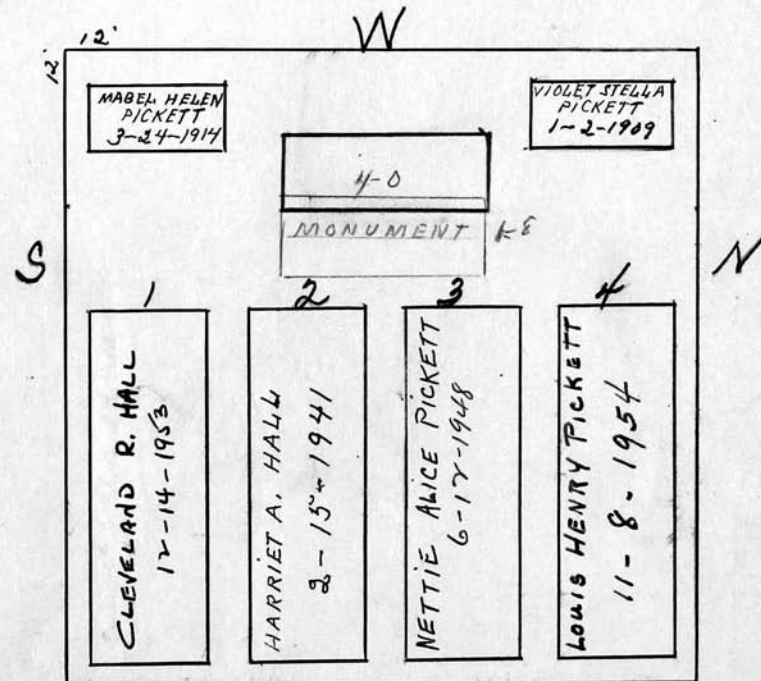 W
12'
12
MABEL HELEN
PICKETT
3-24-1914
VIOLET STELLA
PICKETT
1-2-1909
4-0
MONUMENT
S
N
1
2
3
4
CLEVELAND R. HALL
12-14-1953
HARRIET A. HALL
2-15-1941
NETTIE ALICE PICKETT
6-12-1948
LOUIS HENRY PICKETT
11-8-1954